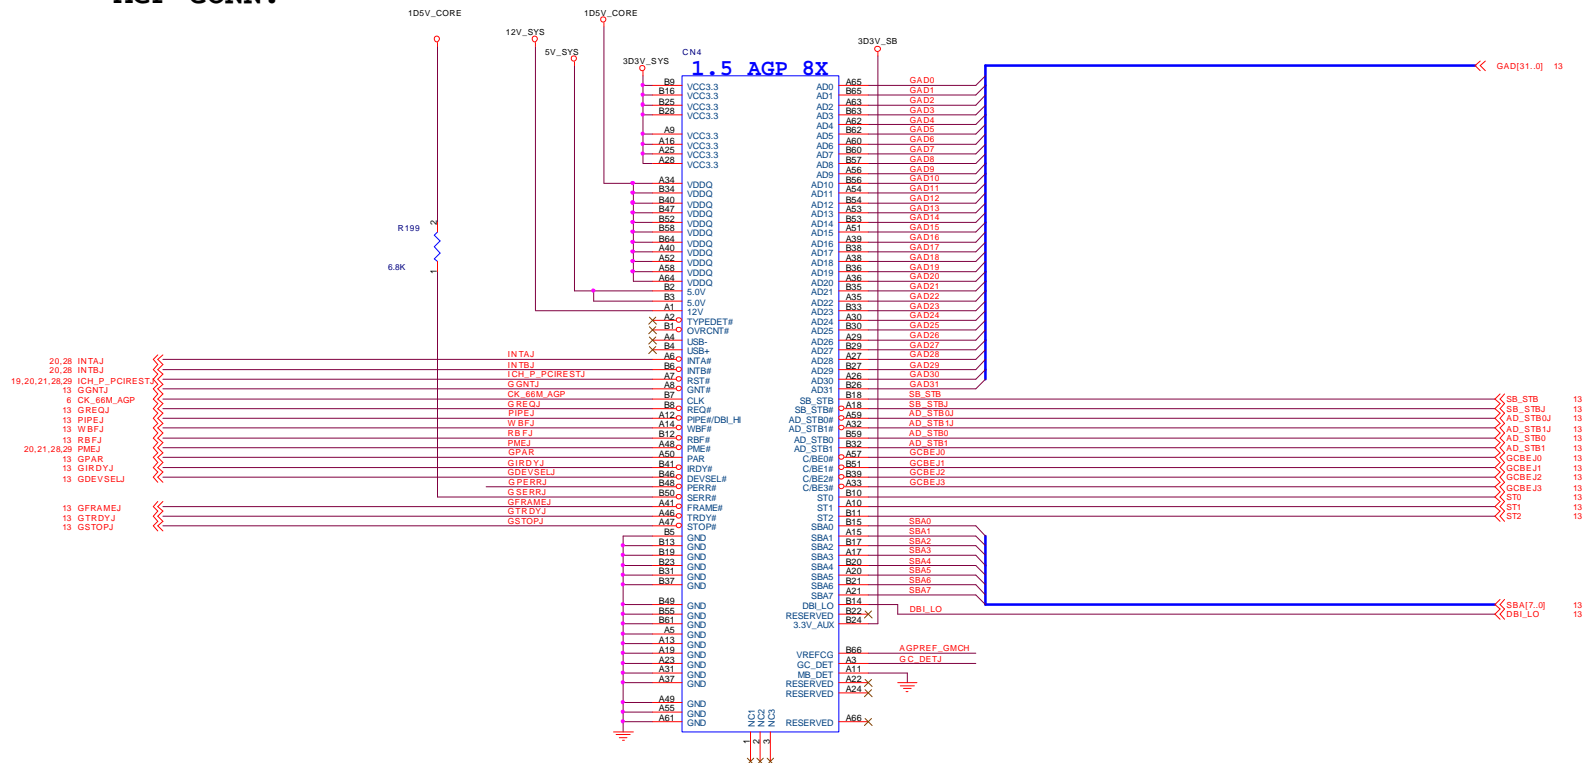 AGP CONN.
1D5V_CORE
1D5V_CORE
12V_SYS
5V_SYS
3D3V_SYS
3D3V_SB
CN4
1.5 AGP 8X
GAD[31..0] 13
B9 VCC3.3 AD0 A65 GAD0
B16 VCC3.3 AD1 B65 GAD1
B25 VCC3.3 AD2 A63 GAD2
B28 VCC3.3 AD3 B63 GAD3
AD4 A62 GAD4
A9 VCC3.3 AD5 B62 GAD5
A16 VCC3.3 AD6 A60 GAD6
A25 VCC3.3 AD7 B60 GAD7
A28 VCC3.3 AD8 B57 GAD8
AD9 A56 GAD9
A34 VDDQ AD10 B56 GAD10
B34 VDDQ AD11 A54 GAD11
B40 VDDQ AD12 B54 GAD12
B47 VDDQ AD13 A53 GAD13
B52 VDDQ AD14 B53 GAD14
B58 VDDQ AD15 A51 GAD15
B64 VDDQ AD16 A39 GAD16
A40 VDDQ AD17 B38 GAD17
A52 VDDQ AD18 A38 GAD18
A58 VDDQ AD19 B36 GAD19
A64 VDDQ AD20 A36 GAD20
B2 5.0V AD21 B35 GAD21
B3 5.0V AD22 A35 GAD22
A1 12V AD23 B33 GAD23
A2 TYPEDET# AD24 A30 GAD24
B1 OVRCNT# AD25 B30 GAD25
A4 USB- AD26 A29 GAD26
B4 USB+ AD27 B29 GAD27
R199
2
1
6.8K
20,28 INTAJ INTAJ A6 INTA# AD28 A27 GAD28
20,28 INTBJ INTBJ B6 INTB# AD29 B27 GAD29
19,20,21,28,29 ICH_P_PCIRESTJ ICH_P_PCIRESTJ A7 RST# AD30 A26 GAD30
13 GGNTJ GGNTJ A8 GNT# AD31 B26 GAD31
6 CK_66M_AGP CK_66M_AGP B7 CLK SB_STB B18 SB_STB SB_STB 13
13 GREQJ GREQJ B8 REQ# SB_STB# A18 SB_STBJ SB_STBJ 13
13 PIPEJ PIPEJ A12 PIPE#/DBI_HI AD_STB0# A59 AD_STB0J AD_STB0J 13
13 WBFJ WBFJ A14 WBF# AD_STB1# A32 AD_STB1J AD_STB1J 13
13 RBFJ RBFJ B12 RBF# AD_STB0 B59 AD_STB0 AD_STB0 13
20,21,28,29 PMEJ PMEJ A48 PME# AD_STB1 B32 AD_STB1 AD_STB1 13
13 GPAR GPAR A50 PAR C/BE0# A57 GCBEJ0 GCBEJ0 13
13 GIRDYJ GIRDYJ B41 IRDY# C/BE1# B51 GCBEJ1 GCBEJ1 13
13 GDEVSELJ GDEVSELJ B46 DEVSEL# C/BE2# B39 GCBEJ2 GCBEJ2 13
GPERRJ B48 PERR# C/BE3# A33 GCBEJ3 GCBEJ3 13
GSERRJ B50 SERR# ST0 B10 ST0 13
13 GFRAMEJ GFRAMEJ A41 FRAME# ST1 A10 ST1 13
13 GTRDYJ GTRDYJ A46 TRDY# ST2 B11 ST2 13
13 GSTOPJ GSTOPJ A47 STOP# SBA0 B15 SBA0
B5 GND SBA1 A15 SBA1
B13 GND SBA2 B17 SBA2
B19 GND SBA3 A17 SBA3
B23 GND SBA4 B20 SBA4
B31 GND SBA5 A20 SBA5
B37 GND SBA6 B21 SBA6
SBA7 A21 SBA7
B49 GND DBI_LO B14 SBA[7..0] 13
B55 GND RESERVED B22 DBI_LO DBI_LO 13
B61 GND 3.3V_AUX B24
A5 GND
A13 GND
A19 GND VREFCG B66 AGPREF_GMCH
A23 GND GC_DET A3 GC_DETJ
A31 GND MB_DET A11
A37 GND RESERVED A22
RESERVED A24
A49 GND
A55 GND
A61 GND RESERVED A66
NC1 NC2 NC3
1 2 3